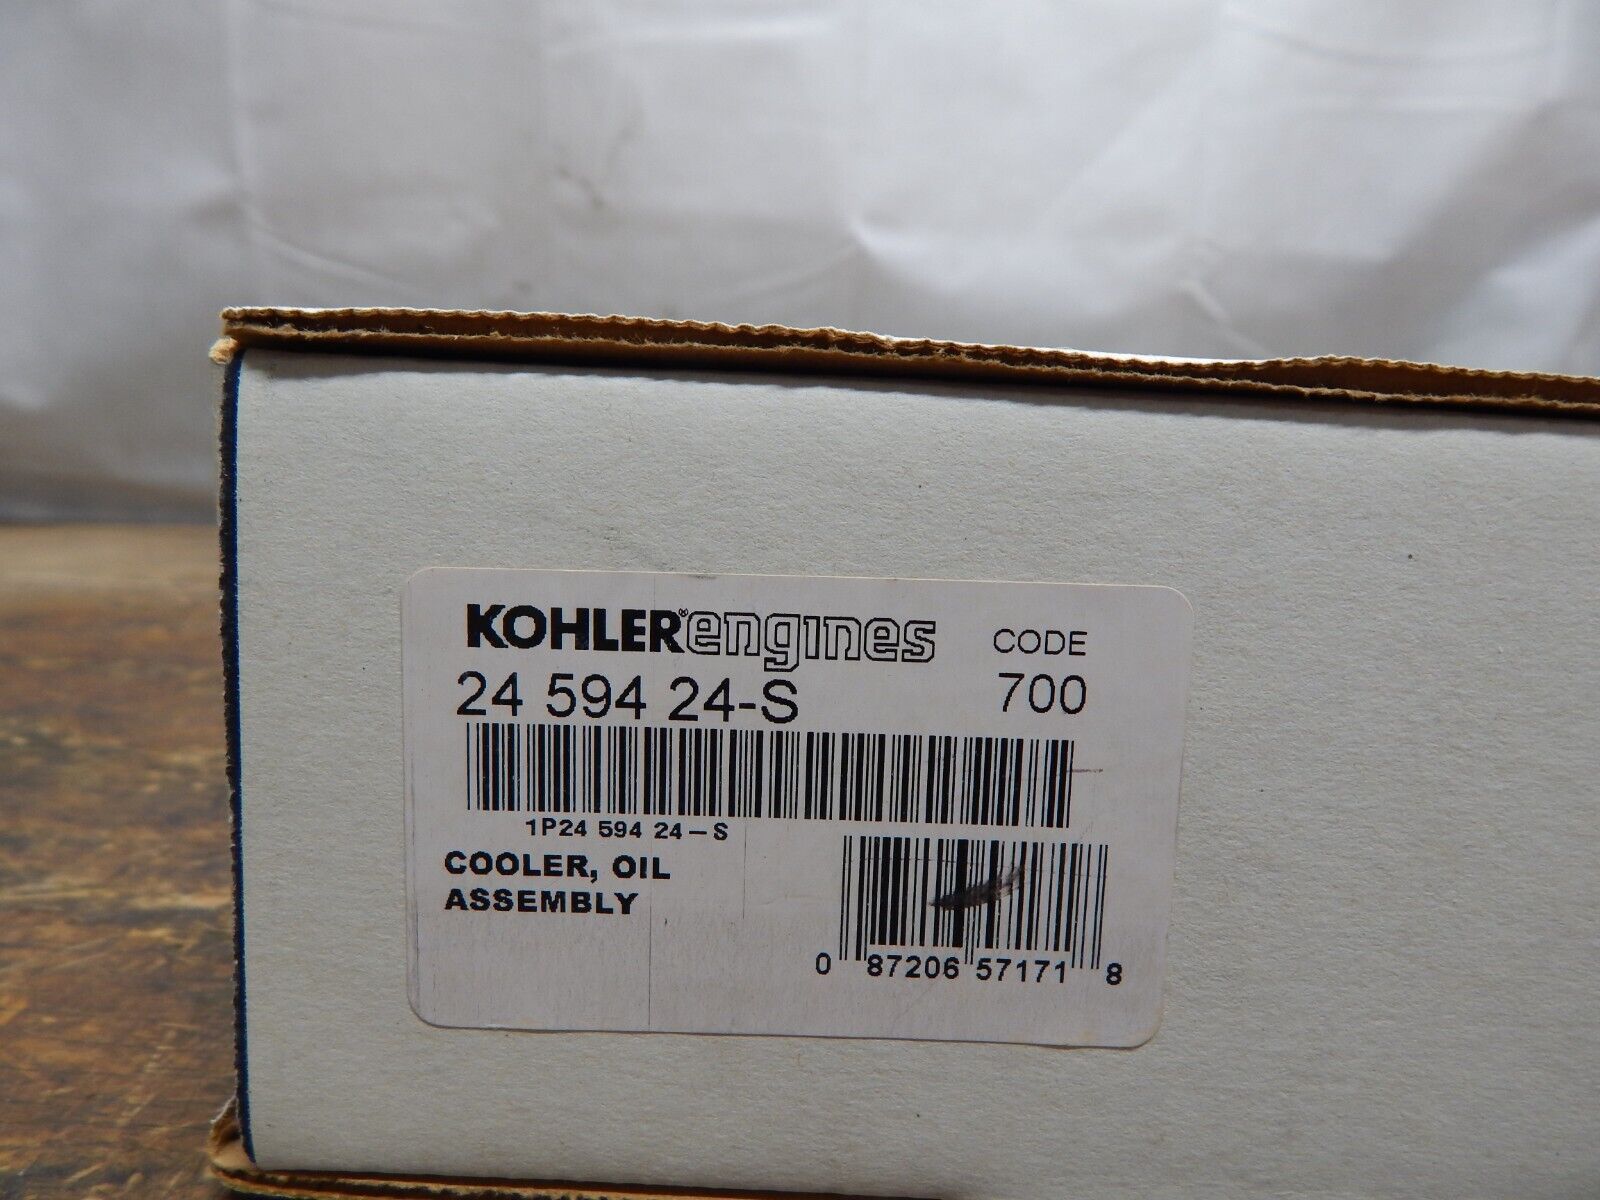 KOHLER® engines CODE
24 594 24-S 700
1P24 594 24-S
COOLER, OIL
ASSEMBLY
0 87206 57171 8